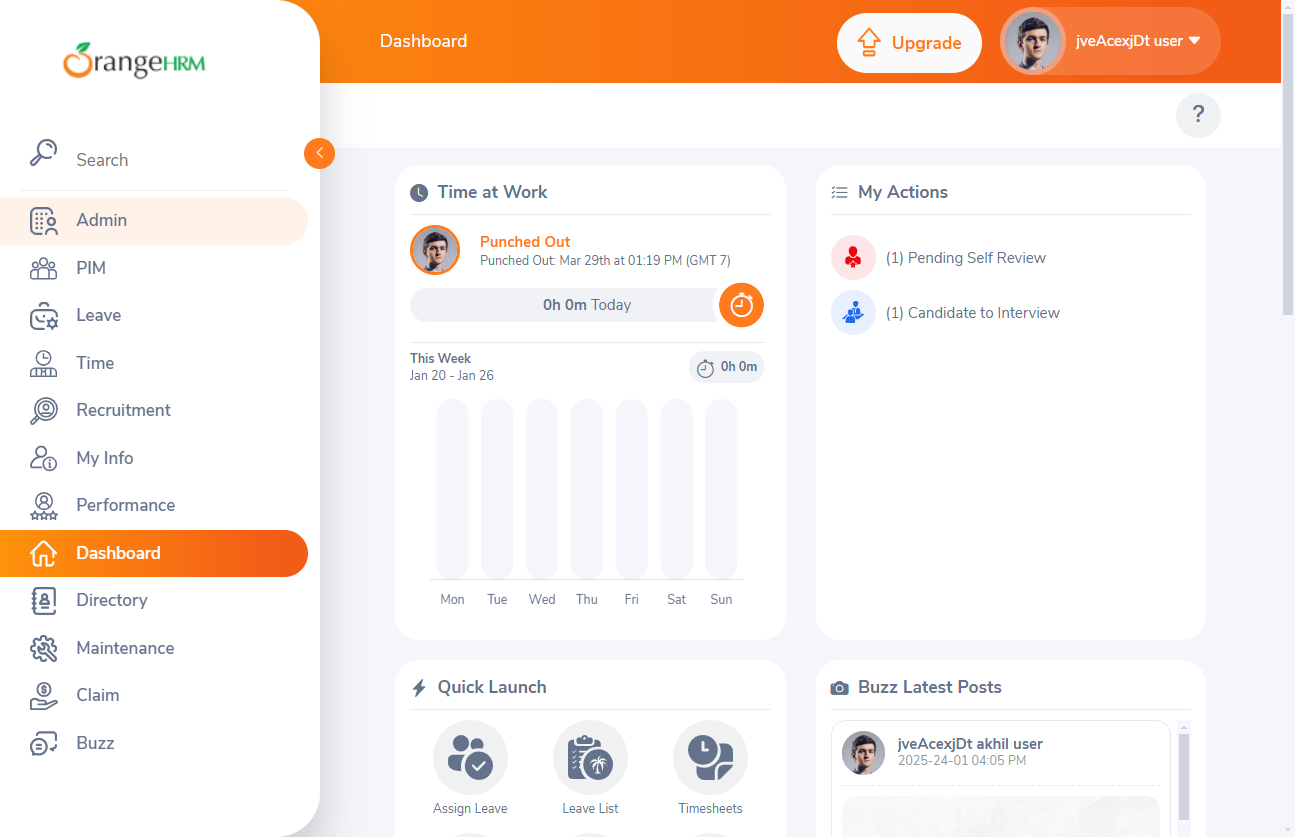 OrangeHRM
Search
Admin
PIM
Leave
Time
Recruitment
My Info
Performance
Dashboard
Directory
Maintenance
Claim
Buzz
Dashboard
Upgrade
jveAcexjDt user
?
Time at Work
Punched Out
Punched Out: Mar 29th at 01:19 PM (GMT 7)
0h 0m Today
This Week
Jan 20 - Jan 26
0h 0m
Mon Tue Wed Thu Fri Sat Sun
My Actions
(1) Pending Self Review
(1) Candidate to Interview
Quick Launch
Assign Leave
Leave List
Timesheets
Buzz Latest Posts
jveAcexjDt akhil user
2025-24-01 04:05 PM